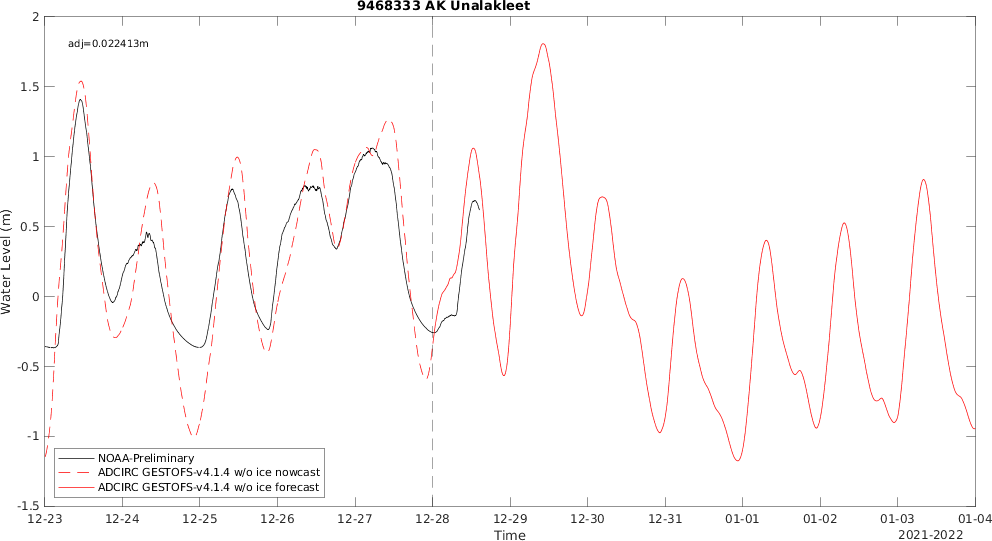 9468333 AK Unalakleet
adj=0.022413m
Water Level (m)
2
1.5
1
0.5
0
-0.5
-1
-1.5
NOAA-Preliminary
ADCIRC GESTOFS-v4.1.4 w/o ice nowcast
ADCIRC GESTOFS-v4.1.4 w/o ice forecast
12-23 12-24 12-25 12-26 12-27 12-28 12-29 12-30 12-31 01-01 01-02 01-03 01-04
Time
2021-2022